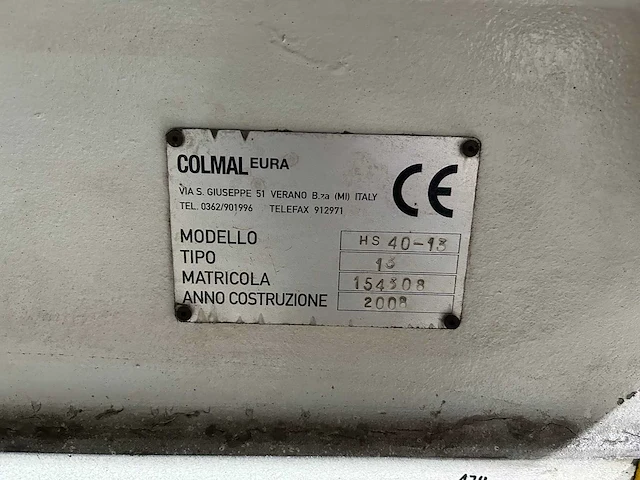 COLMAL EURA
VIA S. GIUSEPPE 51 VERANO B.za (MI) ITALY
TEL. 0362/901996 TELEFAX 912971
CE
MODELLO HS 40-13
TIPO 13
MATRICOLA 154308
ANNO COSTRUZIONE 2008